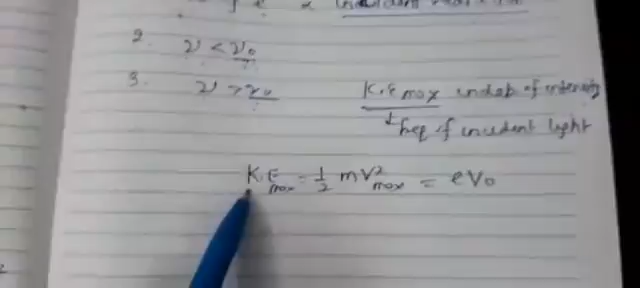 2. ν < ν₀
3. ν > ν₀ K.E max indep of intensity
↓ freq of incident light
K.E max = 1/2 mV²max = eV₀